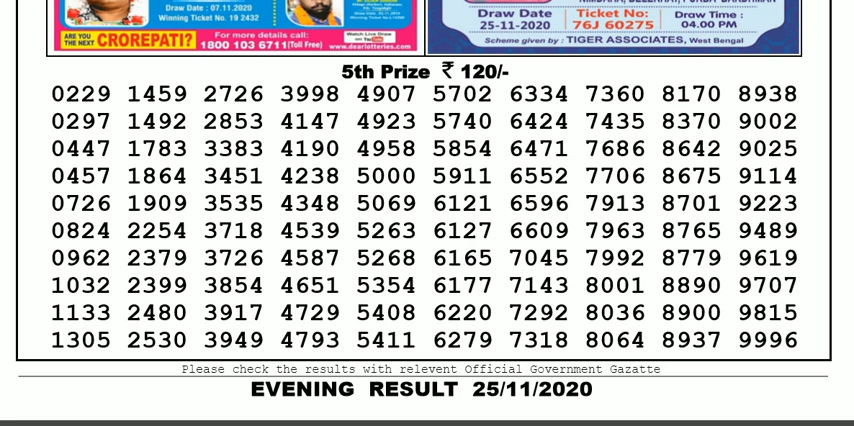 Draw Date : 07.11.2020
Winning Ticket No. 19 2432
ARE YOU
THE NEXT CROREPATI?
For more details call:
1800 103 6711(Toll Free)
Watch Live Draw
on YouTube
www.dearlotteries.com
Draw Date
25-11-2020
Ticket No:
76J 60275
Draw Time :
04.00 PM
Scheme given by : TIGER ASSOCIATES, West Bengal
5th Prize ₹ 120/-
0229 1459 2726 3998 4907 5702 6334 7360 8170 8938
0297 1492 2853 4147 4923 5740 6424 7435 8370 9002
0447 1783 3383 4190 4958 5854 6471 7686 8642 9025
0457 1864 3451 4238 5000 5911 6552 7706 8675 9114
0726 1909 3535 4348 5069 6121 6596 7913 8701 9223
0824 2254 3718 4539 5263 6127 6609 7963 8765 9489
0962 2379 3726 4587 5268 6165 7045 7992 8779 9619
1032 2399 3854 4651 5354 6177 7143 8001 8890 9707
1133 2480 3917 4729 5408 6220 7292 8036 8900 9815
1305 2530 3949 4793 5411 6279 7318 8064 8937 9996
Please check the results with relevent Official Government Gazatte
EVENING RESULT 25/11/2020